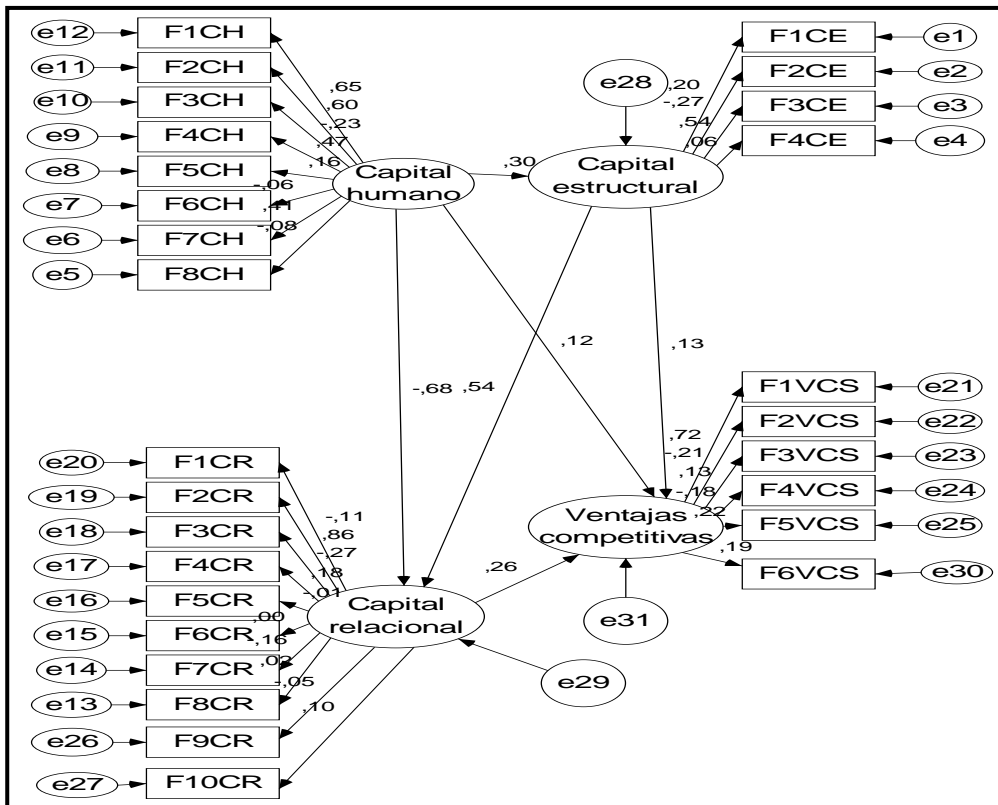 e12
F1CH
e11
F2CH
e10
F3CH
e9
F4CH
e8
F5CH
e7
F6CH
e6
F7CH
e5
F8CH
,65
,60
-,23
,47
,16
-,06
,41
-,08
Capital
humano
,30
e28
Capital
estructural
,20
-,27
,54
,06
F1CE
e1
F2CE
e2
F3CE
e3
F4CE
e4
-,68
,54
,12
,13
e20
F1CR
e19
F2CR
e18
F3CR
e17
F4CR
e16
F5CR
e15
F6CR
e14
F7CR
e13
F8CR
e26
F9CR
e27
F10CR
-,11
,86
-,27
,18
-,01
,00
-,16
,02
-,05
,10
Capital
relacional
,26
e29
e31
Ventajas
competitivas
,72
-,21
,13
-,18
,22
,19
F1VCS
e21
F2VCS
e22
F3VCS
e23
F4VCS
e24
F5VCS
e25
F6VCS
e30